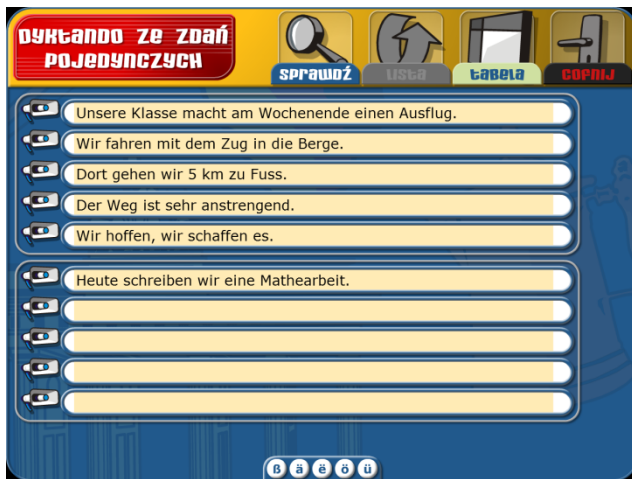 Dyktando ze zdań
pojedynczych
sprawdź
lista
tabela
cofnij
Unsere Klasse macht am Wochenende einen Ausflug.
Wir fahren mit dem Zug in die Berge.
Dort gehen wir 5 km zu Fuss.
Der Weg ist sehr anstrengend.
Wir hoffen, wir schaffen es.
Heute schreiben wir eine Mathearbeit.
ß ä ë ö ü